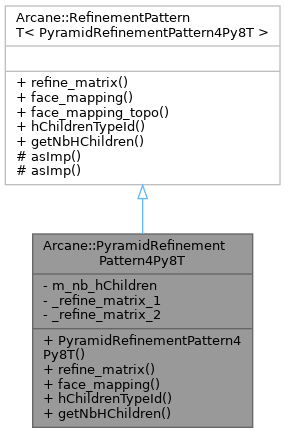 Arcane::RefinementPattern
T< PyramidRefinementPattern4Py8T >
+ refine_matrix()
+ face_mapping()
+ face_mapping_topo()
+ hChildrenTypeId()
+ getNbHChildren()
# asImp()
# asImp()
Arcane::PyramidRefinement
Pattern4Py8T
- m_nb_hChildren
- _refine_matrix_1
- _refine_matrix_2
+ PyramidRefinementPattern4
Py8T()
+ refine_matrix()
+ face_mapping()
+ hChildrenTypeId()
+ getNbHChildren()